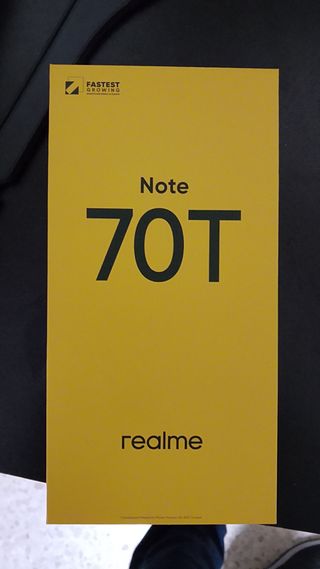 FASTEST
GROWING
Note
70T
realme